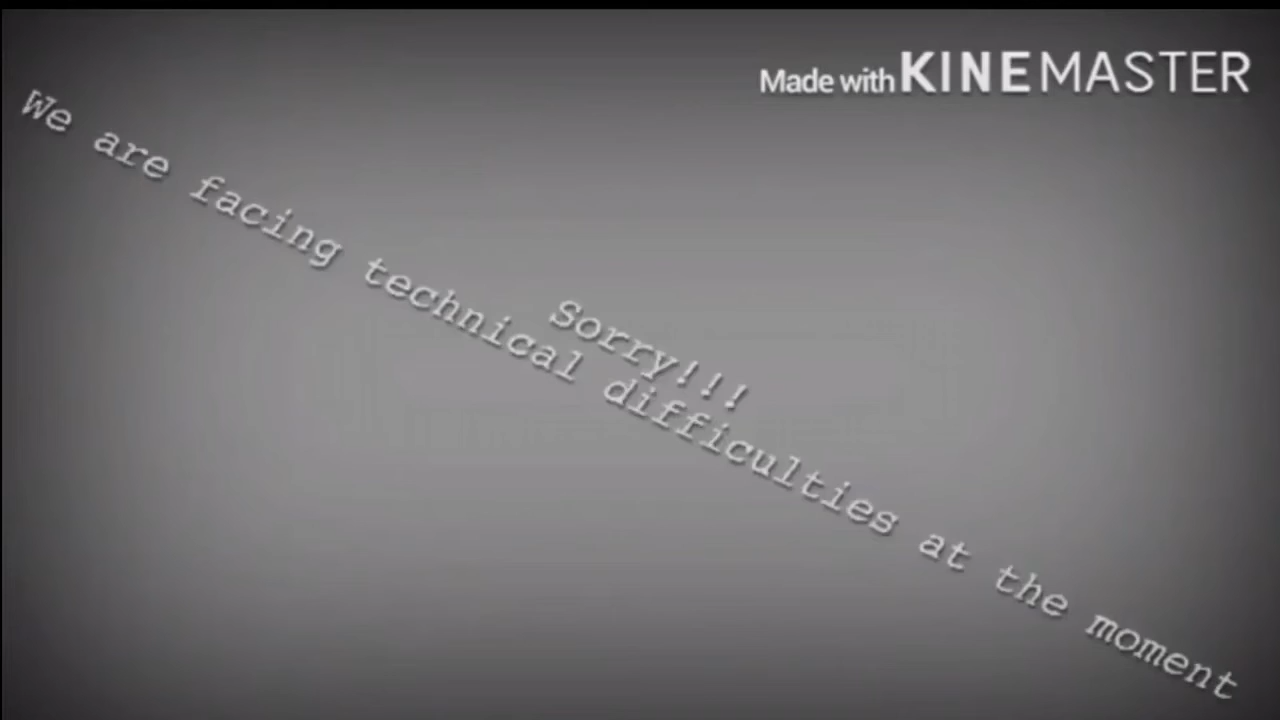 Made with KINEMASTER
Sorry!!!
We are facing technical difficulties at the moment